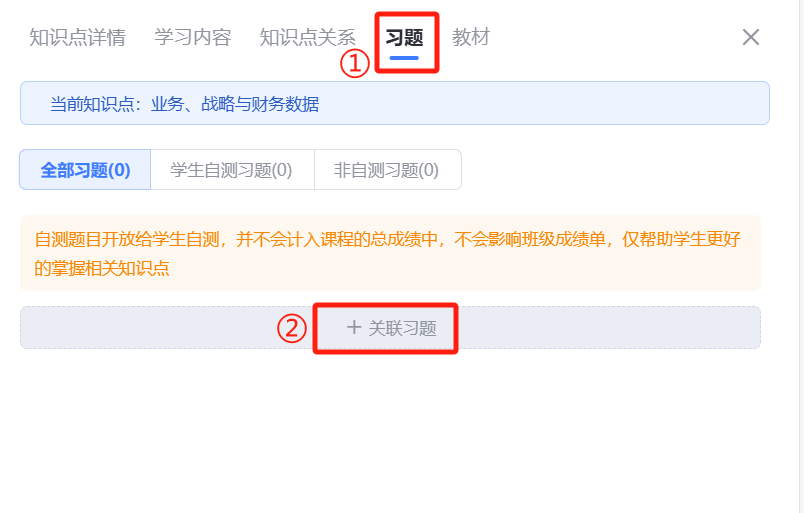 知识点详情 学习内容 知识点关系 习题 教材
①
当前知识点：业务、战略与财务数据
全部习题(0) 学生自测习题(0) 非自测习题(0)
自测题目开放给学生自测，并不会计入课程的总成绩中，不会影响班级成绩单，仅帮助学生更好
的掌握相关知识点
② + 关联习题